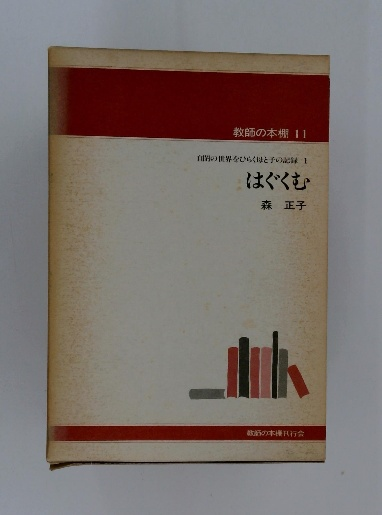 教師の本棚 11
自閉の世界をひらく母と子の記録 1
はぐくむ
森 正子
教師の本棚刊行会